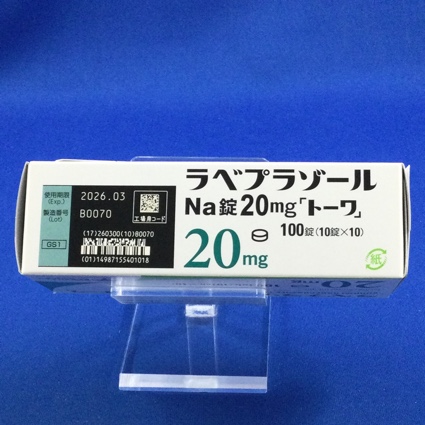 使用期限
(Exp.)
2026.03
製造番号
(Lot)
B0070
工場用コード
GS1
(17)260300(10)B0070
(01)14987155401018
ラベプラゾール
Na錠20mg「トーワ」
100錠(10錠×10)
20mg
紙
20mg